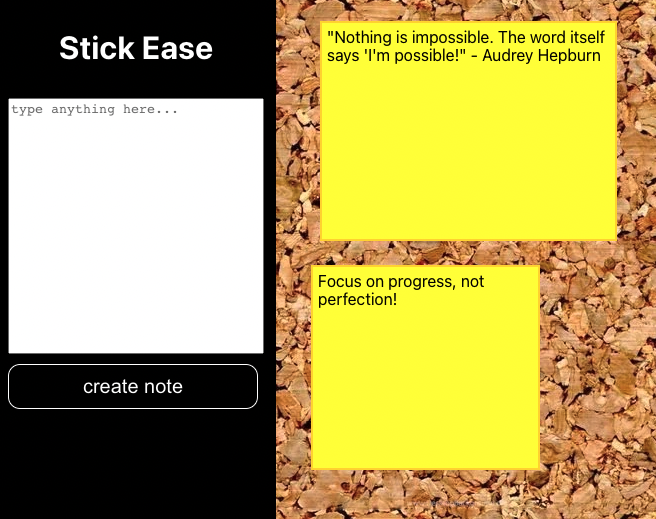 Stick Ease
type anything here...
create note
"Nothing is impossible. The word itself
says 'I'm possible!" - Audrey Hepburn
Focus on progress, not
perfection!